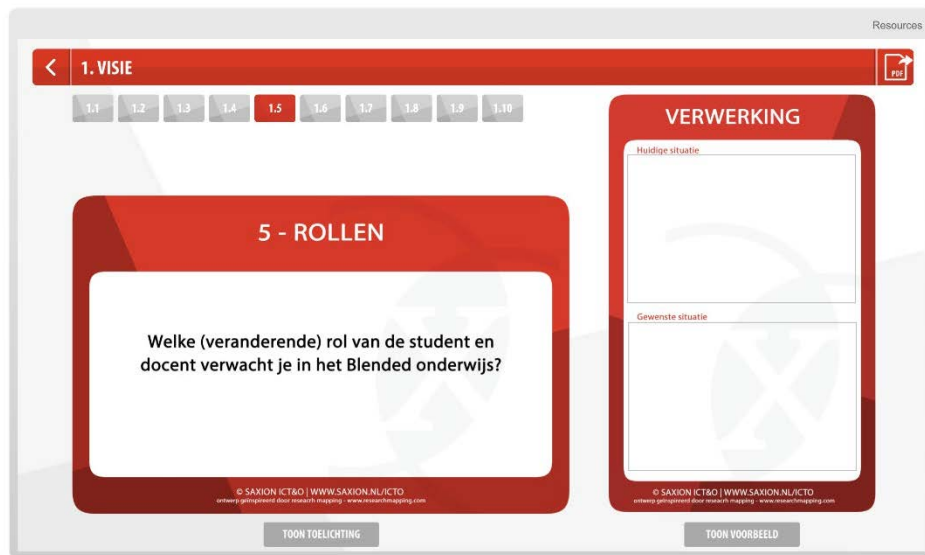 Resources
1. VISIE
PDF
1.1 1.2 1.3 1.4 1.5 1.6 1.7 1.8 1.9 1.10
5 - ROLLEN
Welke (veranderende) rol van de student en
docent verwacht je in het Blended onderwijs?
© SAXION ICT&O | WWW.SAXION.NL/ICTO
ontwerp geïnspireerd door research mapping - www.researchmapping.com
TOON TOELICHTING
VERWERKING
Huidige situatie
Gewenste situatie
© SAXION ICT&O | WWW.SAXION.NL/ICTO
ontwerp geïnspireerd door research mapping - www.researchmapping.com
TOON VOORBEELD